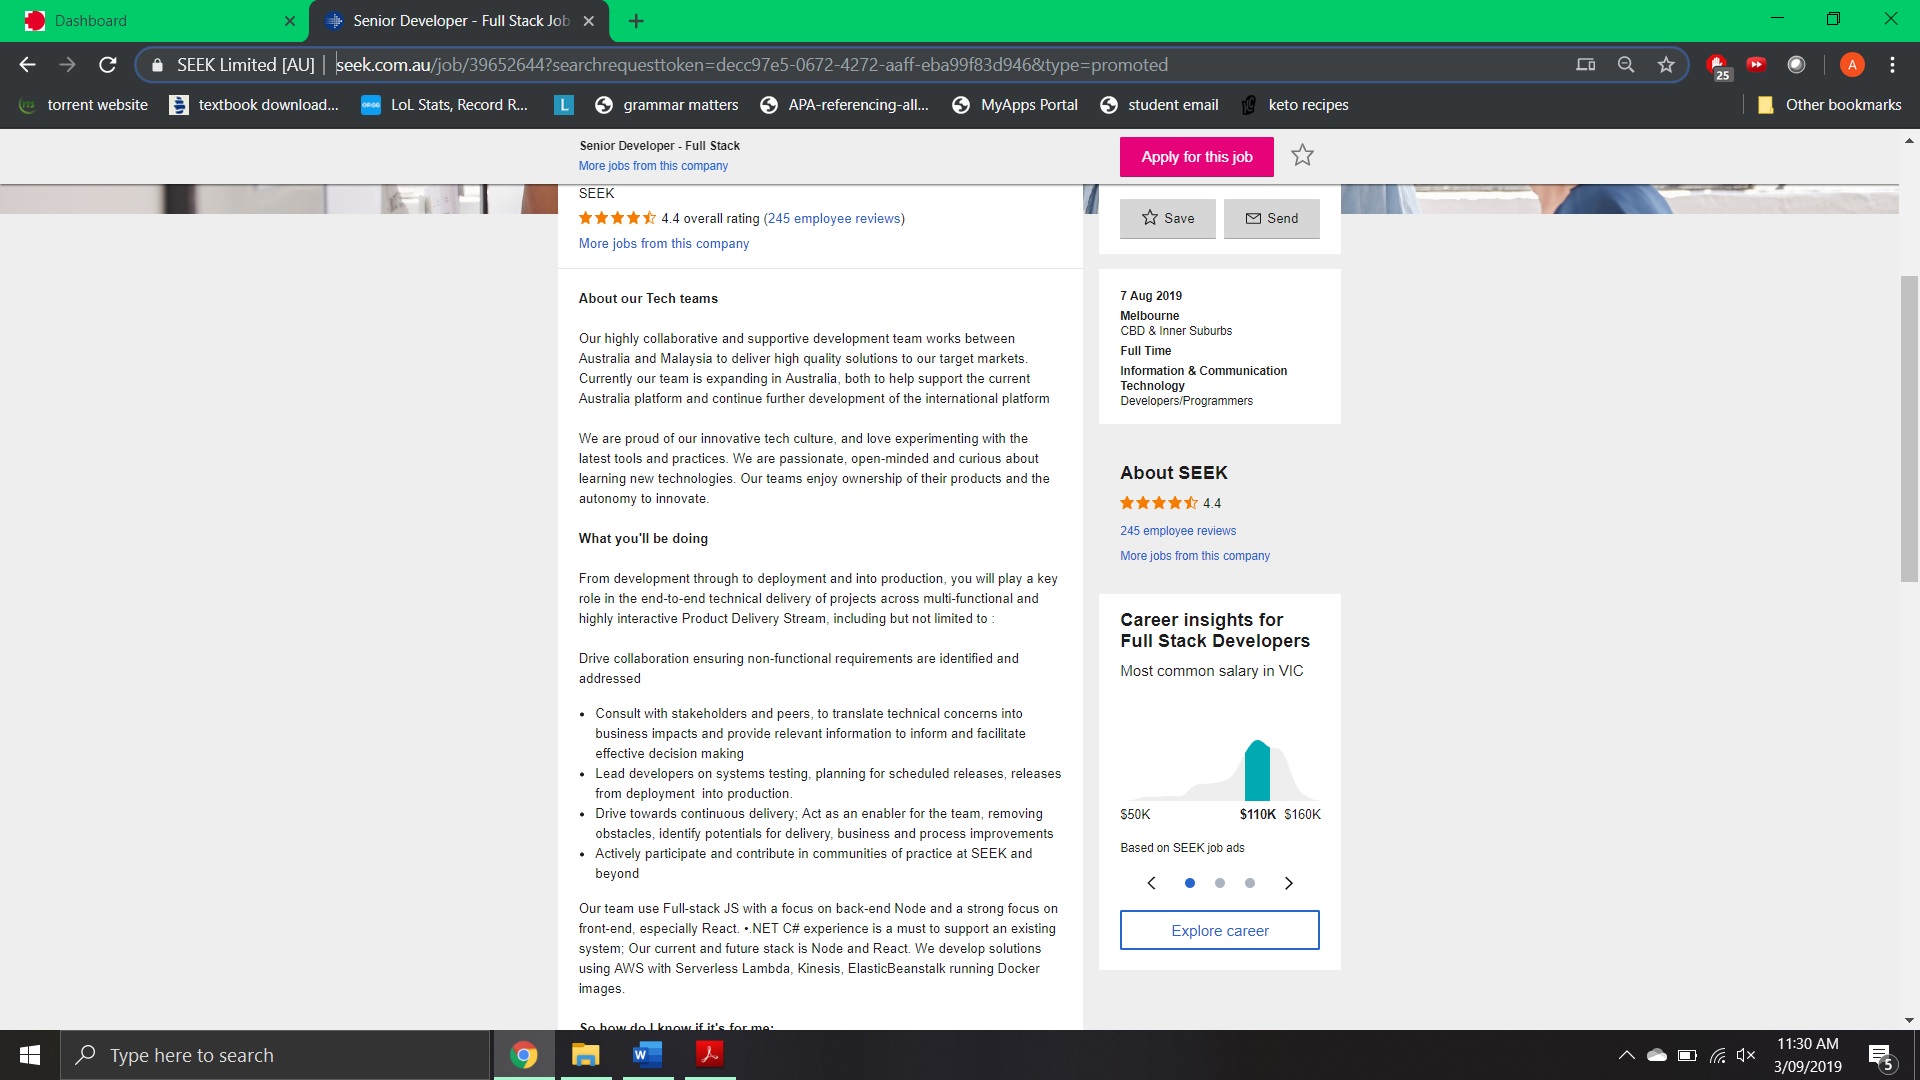 Dashboard
Senior Developer - Full Stack Job
SEEK Limited [AU] | seek.com.au/job/39652644?searchrequesttoken=decc97e5-0672-4272-aaff-eba99f83d946&type=promoted
25
A
torrent website
textbook download...
LoL Stats, Record R...
L
grammar matters
APA-referencing-all...
MyApps Portal
student email
keto recipes
Other bookmarks
Senior Developer - Full Stack
More jobs from this company
Apply for this job
SEEK
4.4 overall rating (245 employee reviews)
More jobs from this company
Save
Send
About our Tech teams
Our highly collaborative and supportive development team works between
Australia and Malaysia to deliver high quality solutions to our target markets.
Currently our team is expanding in Australia, both to help support the current
Australia platform and continue further development of the international platform
We are proud of our innovative tech culture, and love experimenting with the
latest tools and practices. We are passionate, open-minded and curious about
learning new technologies. Our teams enjoy ownership of their products and the
autonomy to innovate.
What you'll be doing
From development through to deployment and into production, you will play a key
role in the end-to-end technical delivery of projects across multi-functional and
highly interactive Product Delivery Stream, including but not limited to :
Drive collaboration ensuring non-functional requirements are identified and
addressed
• Consult with stakeholders and peers, to translate technical concerns into
business impacts and provide relevant information to inform and facilitate
effective decision making
• Lead developers on systems testing, planning for scheduled releases, releases
from deployment  into production.
• Drive towards continuous delivery; Act as an enabler for the team, removing
obstacles, identify potentials for delivery, business and process improvements
• Actively participate and contribute in communities of practice at SEEK and
beyond
Our team use Full-stack JS with a focus on back-end Node and a strong focus on
front-end, especially React. •.NET C# experience is a must to support an existing
system; Our current and future stack is Node and React. We develop solutions
using AWS with Serverless Lambda, Kinesis, ElasticBeanstalk running Docker
images.
So how do I know if it's for me:
7 Aug 2019
Melbourne
CBD & Inner Suburbs
Full Time
Information & Communication
Technology
Developers/Programmers
About SEEK
4.4
245 employee reviews
More jobs from this company
Career insights for
Full Stack Developers
Most common salary in VIC
$50K
$110K
$160K
Based on SEEK job ads
Explore career
Type here to search
11:30 AM
3/09/2019
5